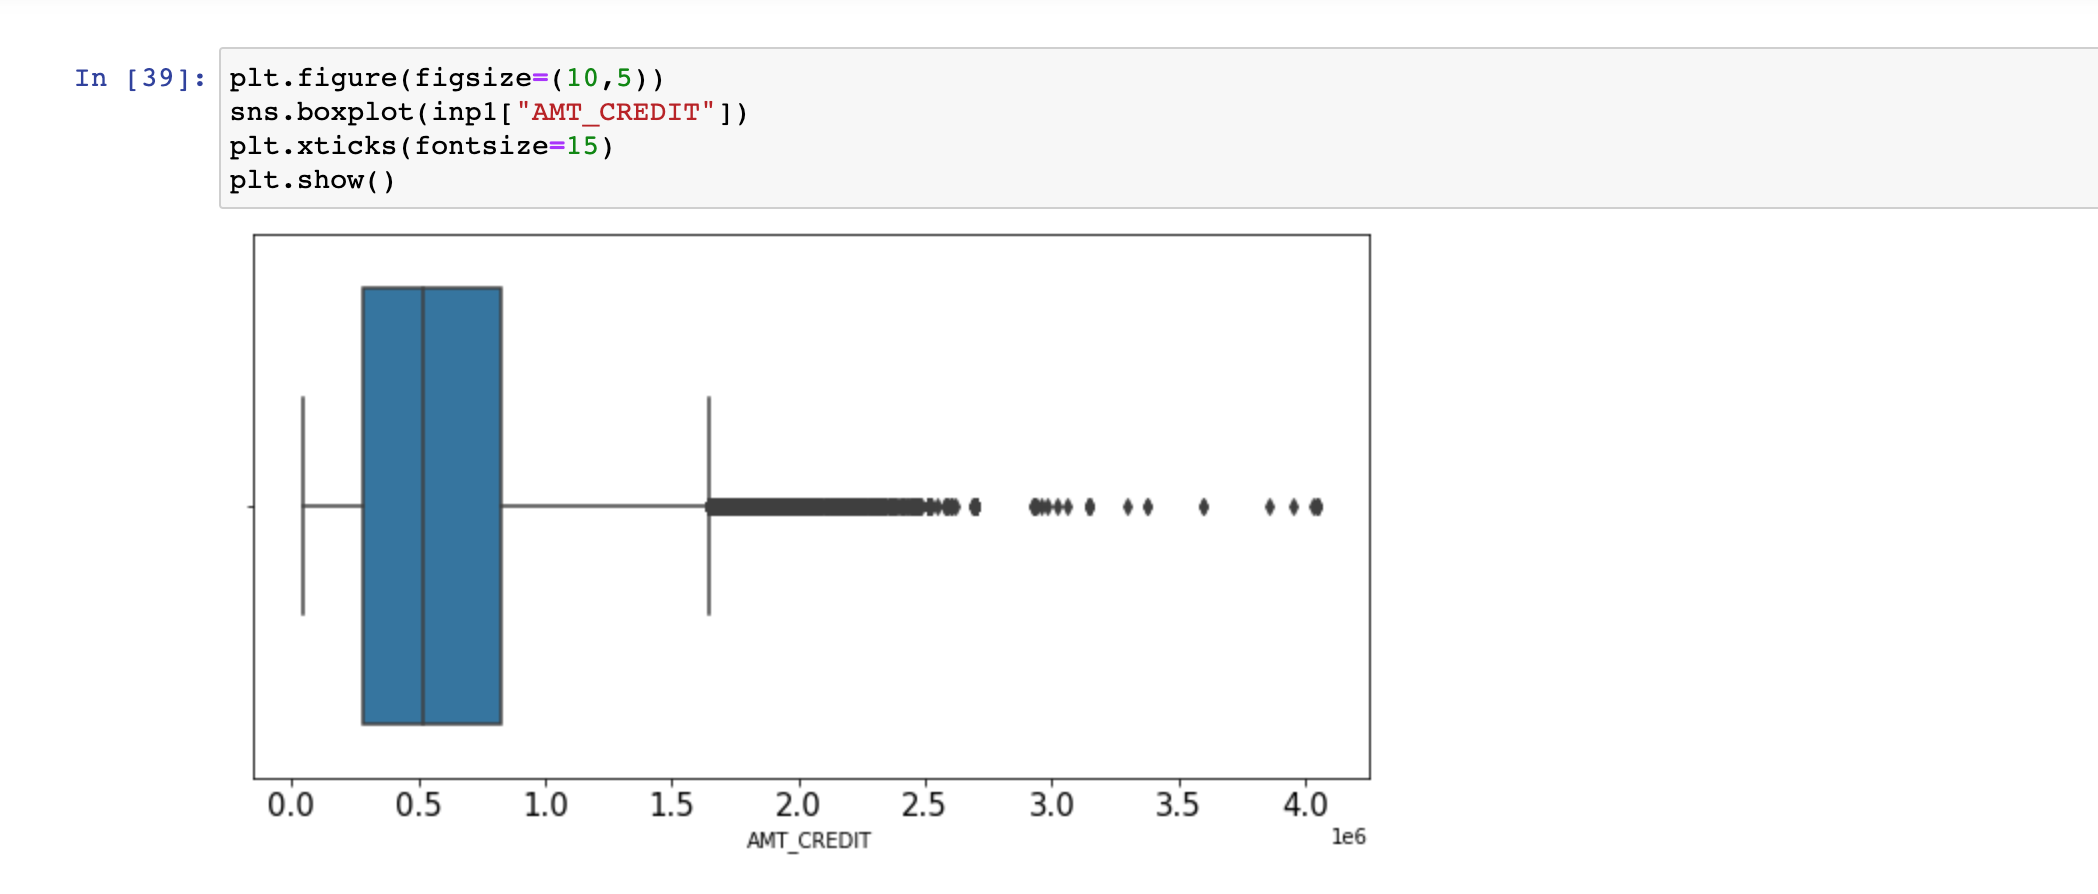 In [39]: plt.figure(figsize=(10,5))
sns.boxplot(inp1["AMT_CREDIT"])
plt.xticks(fontsize=15)
plt.show()
0.0 0.5 1.0 1.5 2.0 2.5 3.0 3.5 4.0
AMT_CREDIT 1e6